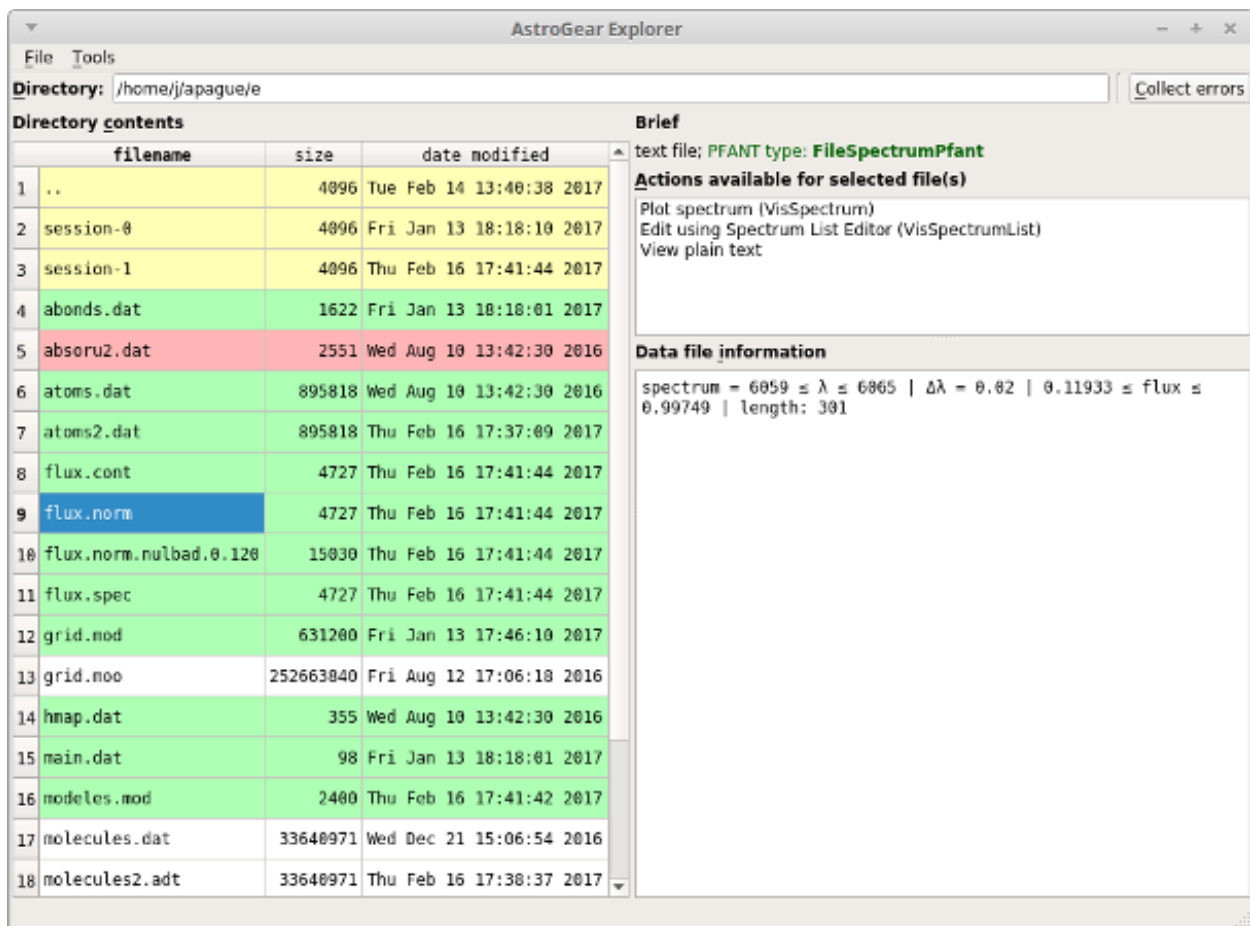 AstroGear Explorer
File Tools
Directory: /home/j/apague/e Collect errors
Directory contents
filename size date modified
1 .. 4096 Tue Feb 14 13:40:38 2017
2 session-0 4096 Fri Jan 13 18:18:10 2017
3 session-1 4096 Thu Feb 16 17:41:44 2017
4 abonds.dat 1622 Fri Jan 13 18:18:01 2017
5 absoru2.dat 2551 Wed Aug 10 13:42:30 2016
6 atoms.dat 895818 Wed Aug 10 13:42:30 2016
7 atoms2.dat 895818 Thu Feb 16 17:37:09 2017
8 flux.cont 4727 Thu Feb 16 17:41:44 2017
9 flux.norm 4727 Thu Feb 16 17:41:44 2017
10 flux.norm.nulbad.0.120 15030 Thu Feb 16 17:41:44 2017
11 flux.spec 4727 Thu Feb 16 17:41:44 2017
12 grid.mod 631200 Fri Jan 13 17:46:10 2017
13 grid.moo 252663840 Fri Aug 12 17:06:18 2016
14 hmap.dat 355 Wed Aug 10 13:42:30 2016
15 main.dat 98 Fri Jan 13 18:18:01 2017
16 modeles.mod 2400 Thu Feb 16 17:41:42 2017
17 molecules.dat 33640971 Wed Dec 21 15:06:54 2016
18 molecules2.adt 33640971 Thu Feb 16 17:38:37 2017
Brief
text file; PFANT type: FileSpectrumPfant
Actions available for selected file(s)
Plot spectrum (VisSpectrum)
Edit using Spectrum List Editor (VisSpectrumList)
View plain text
Data file information
spectrum = 6059 ≤ λ ≤ 6065 | Δλ = 0.02 | 0.11933 ≤ flux ≤
0.99749 | length: 301